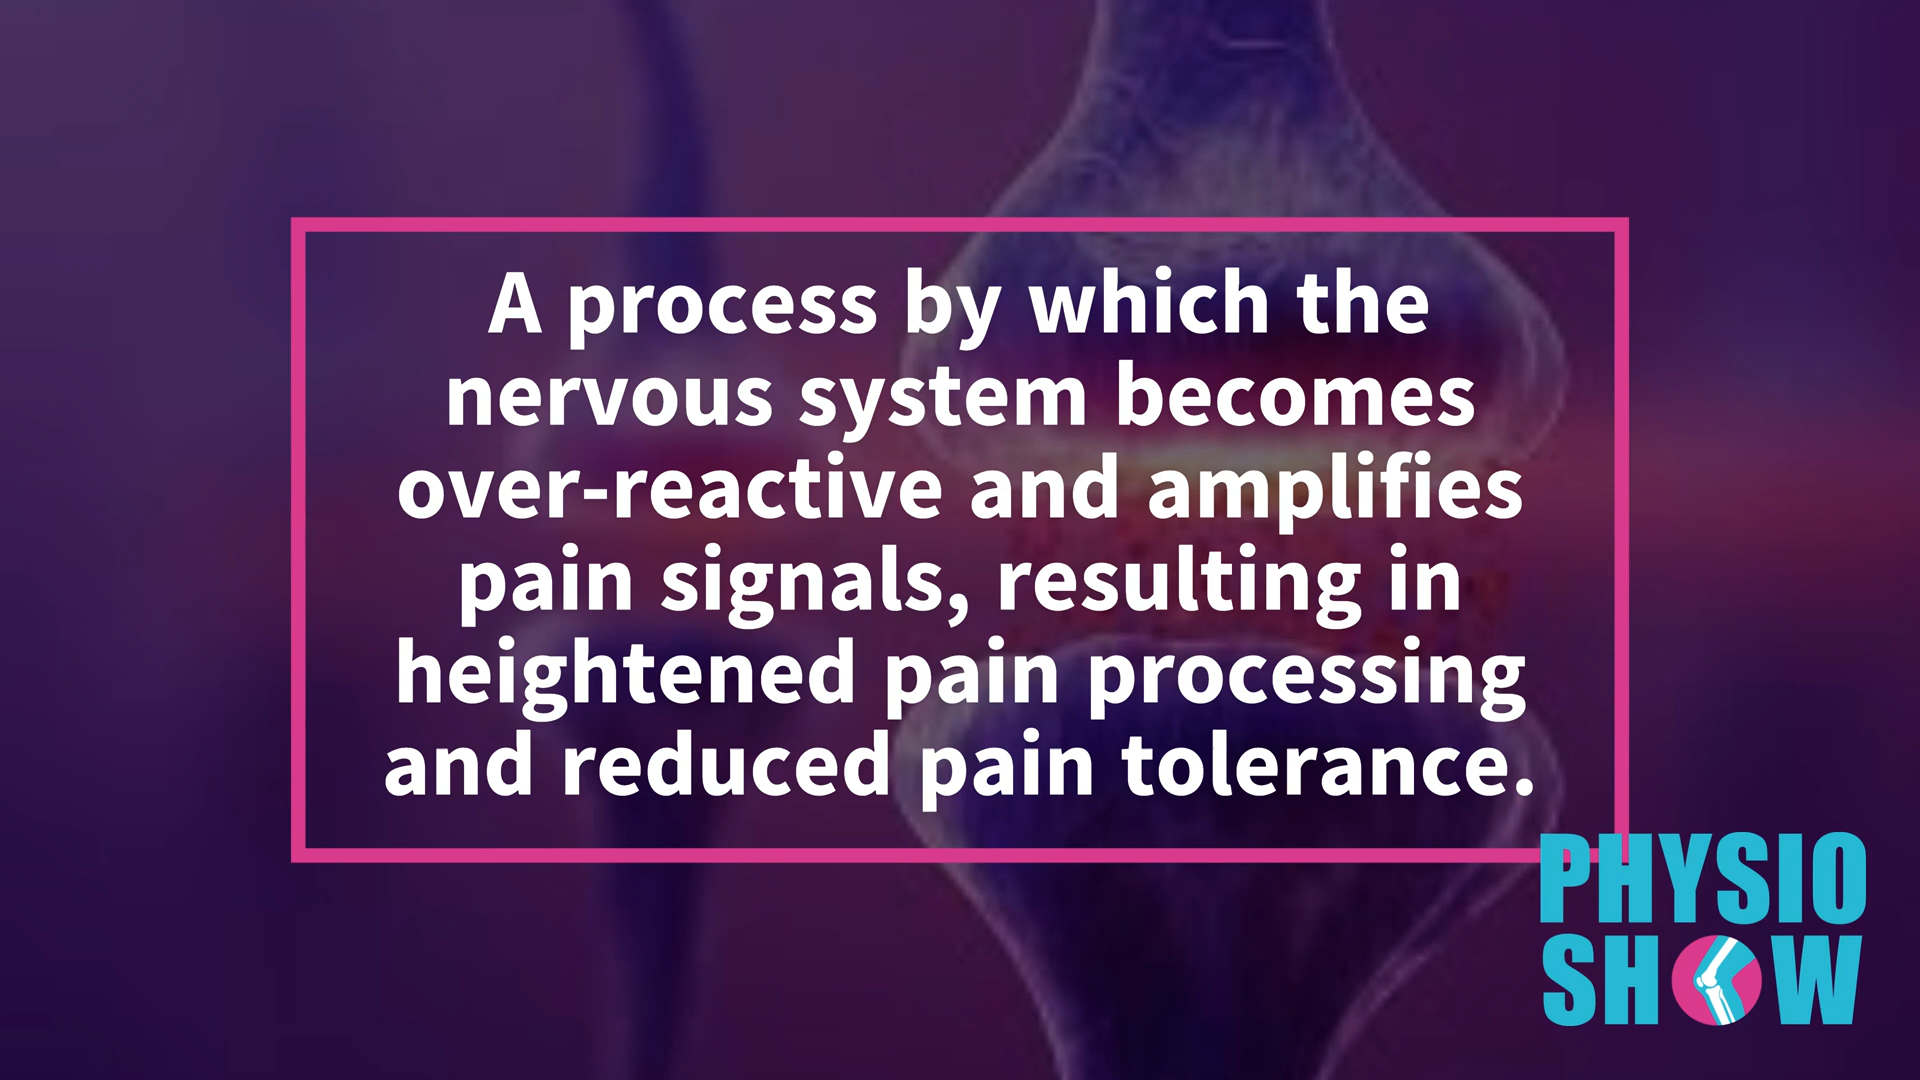 A process by which the
nervous system becomes
over-reactive and amplifies
pain signals, resulting in
heightened pain processing
and reduced pain tolerance.
PHYSIO
SHOW